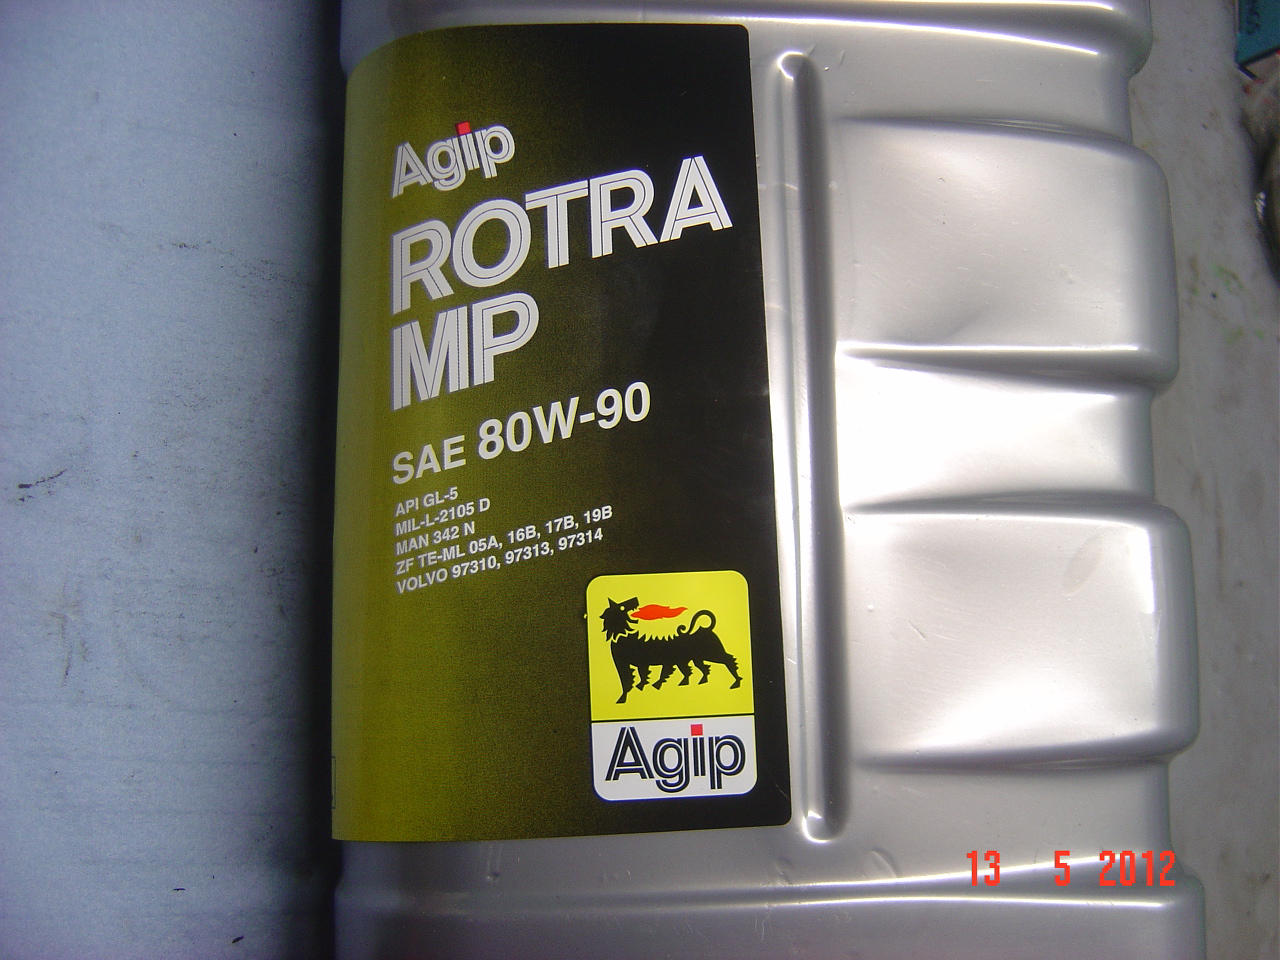 Agip
ROTRA
MP
SAE 80W-90
API GL-5
MIL-L-2105 D
MAN 342 N
ZF TE-ML 05A, 16B, 17B, 19B
VOLVO 97310, 97313, 97314
Agip
13 5 2012